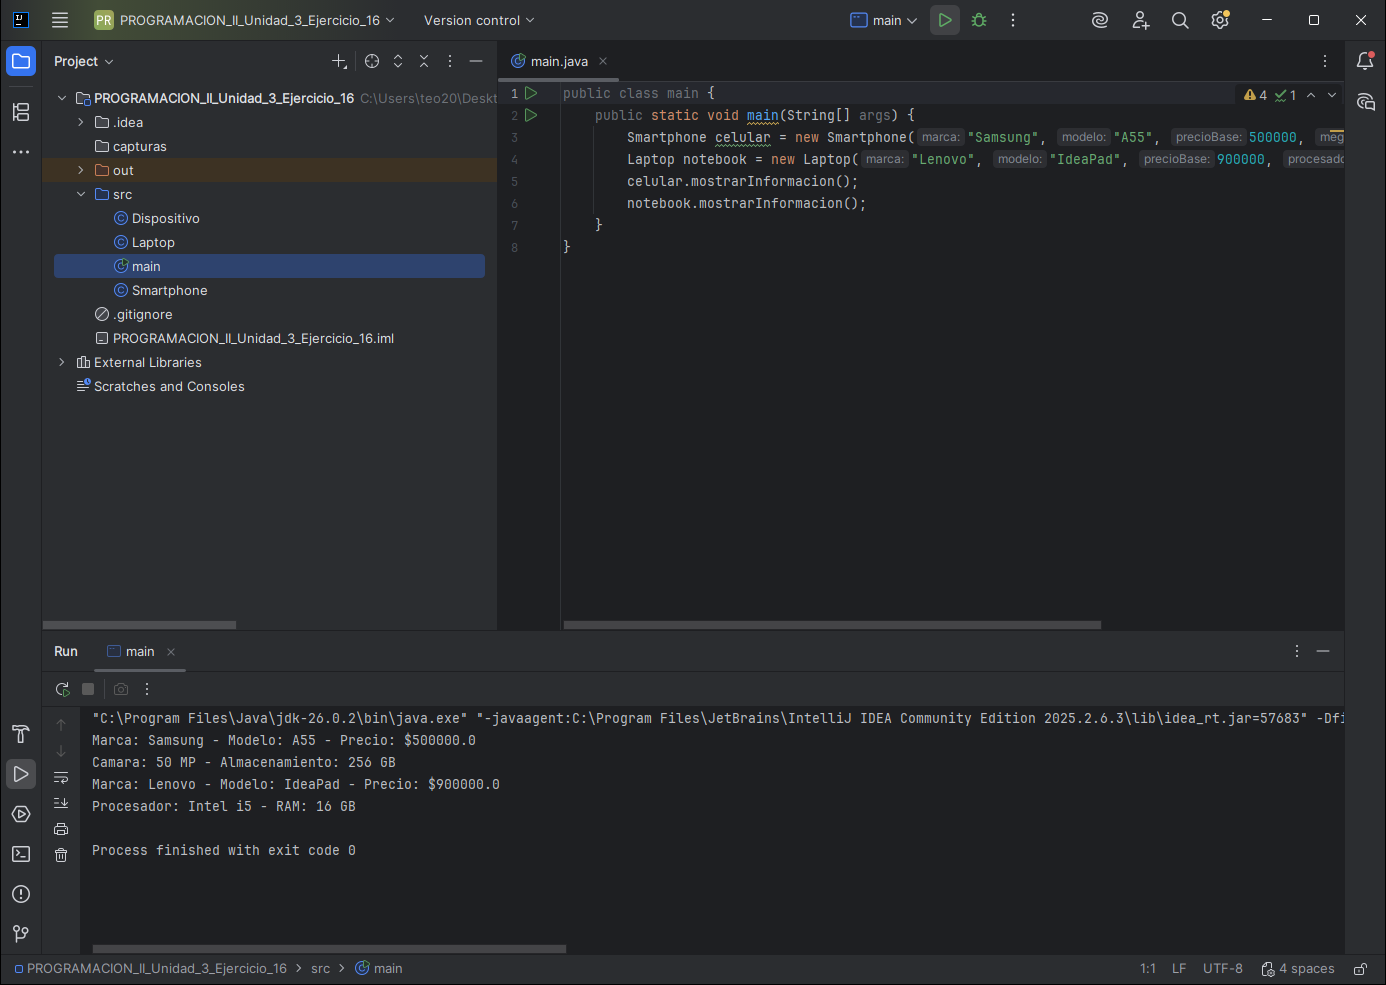 PR PROGRAMACION_II_Unidad_3_Ejercicio_16 Version control main
Project
main.java
PROGRAMACION_II_Unidad_3_Ejercicio_16 C:\Users\teo20\Deskt
.idea
capturas
out
src
Dispositivo
Laptop
main
Smartphone
.gitignore
PROGRAMACION_II_Unidad_3_Ejercicio_16.iml
External Libraries
Scratches and Consoles
4 1
1 public class main {
2 public static void main(String[] args) {
3 Smartphone celular = new Smartphone( marca: "Samsung", modelo: "A55", precioBase: 500000, meg
4 Laptop notebook = new Laptop( marca: "Lenovo", modelo: "IdeaPad", precioBase: 900000, procesado
5 celular.mostrarInformacion();
6 notebook.mostrarInformacion();
7 }
8 }
Run main
"C:\Program Files\Java\jdk-26.0.2\bin\java.exe" "-javaagent:C:\Program Files\JetBrains\IntelliJ IDEA Community Edition 2025.2.6.3\lib\idea_rt.jar=57683" -Dfi
Marca: Samsung - Modelo: A55 - Precio: $500000.0
Camara: 50 MP - Almacenamiento: 256 GB
Marca: Lenovo - Modelo: IdeaPad - Precio: $900000.0
Procesador: Intel i5 - RAM: 16 GB
Process finished with exit code 0
PROGRAMACION_II_Unidad_3_Ejercicio_16 > src > main
1:1 LF UTF-8 4 spaces